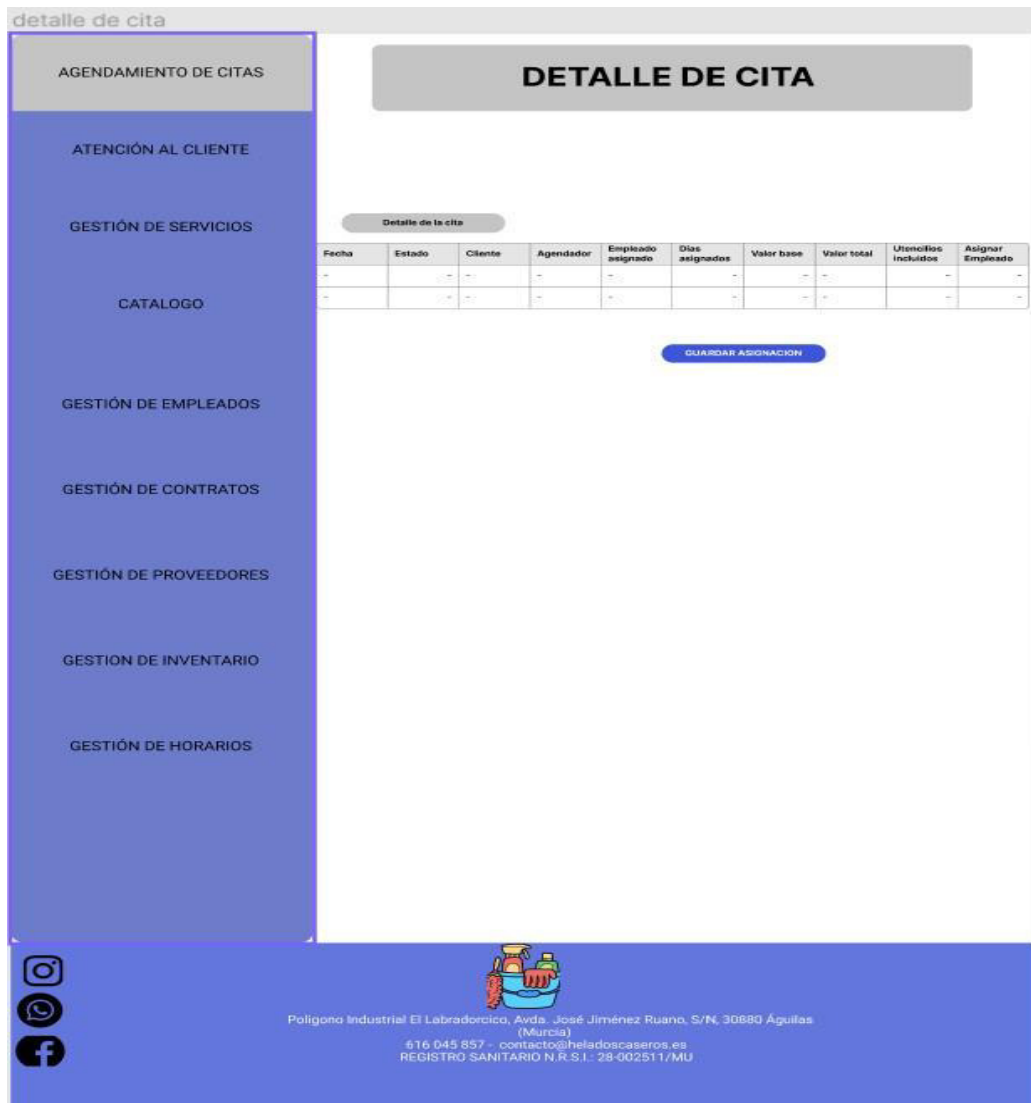 detalle de cita
AGENDAMIENTO DE CITAS
ATENCIÓN AL CLIENTE
GESTIÓN DE SERVICIOS
CATALOGO
GESTIÓN DE EMPLEADOS
GESTIÓN DE CONTRATOS
GESTIÓN DE PROVEEDORES
GESTION DE INVENTARIO
GESTIÓN DE HORARIOS
DETALLE DE CITA
Detalle de la cita
Fecha Estado Cliente Agendador Empleado asignado Dias asignados Valor base Valor total Utencilios incluidos Asignar Empleado
- - - - - - - - - -
- - - - - - - - - -
GUARDAR ASIGNACION
Poligono Industrial El Labradorcico, Avda. José Jiménez Ruano, S/N, 30880 Águilas
(Murcia)
616 045 857 - contacto@heladoscaseros.es
REGISTRO SANITARIO N.R.S.I.: 28-002511/MU